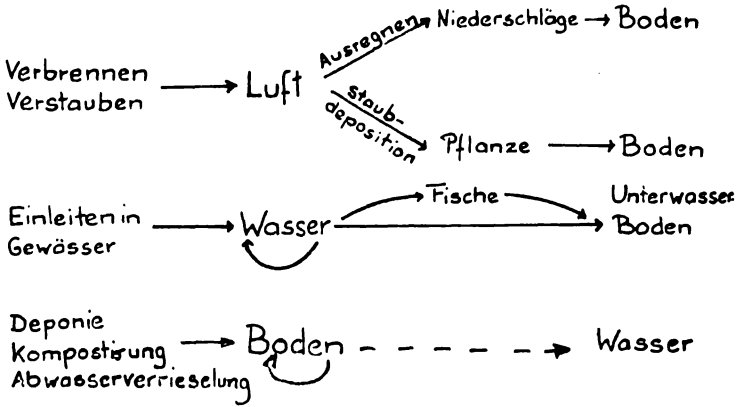 Ausregnen Niederschläge Boden
Verbrennen
Verstauben
Luft
staub-
deposition
Pflanze Boden
Einleiten in
Gewässer
Wasser
Fische
Unterwasser
Boden
Deponie
Kompostirung
Abwasserverrieselung
Boden
Wasser